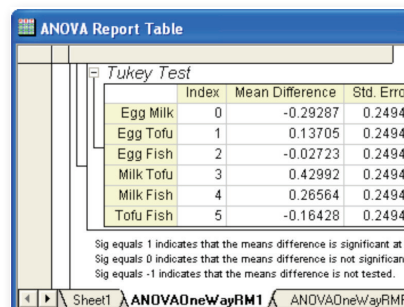 ANOVA Report Table
Tukey Test
Index Mean Difference Std.
Egg Milk 0 -0.29287 0.2494
Egg Tofu 1 0.13705 0.2494
Egg Fish 2 -0.02723 0.2494
Milk Tofu 3 0.42992 0.2494
Milk Fish 4 0.26564 0.2494
Tofu Fish 5 -0.16428 0.2494
Sig equals 1 indicates that the means difference is significant at
Sig equals 0 indicates that the means difference is not
Sig equals -1 indicates that the means difference is not tested.
Sheet1 ANOVAOneWayRM1